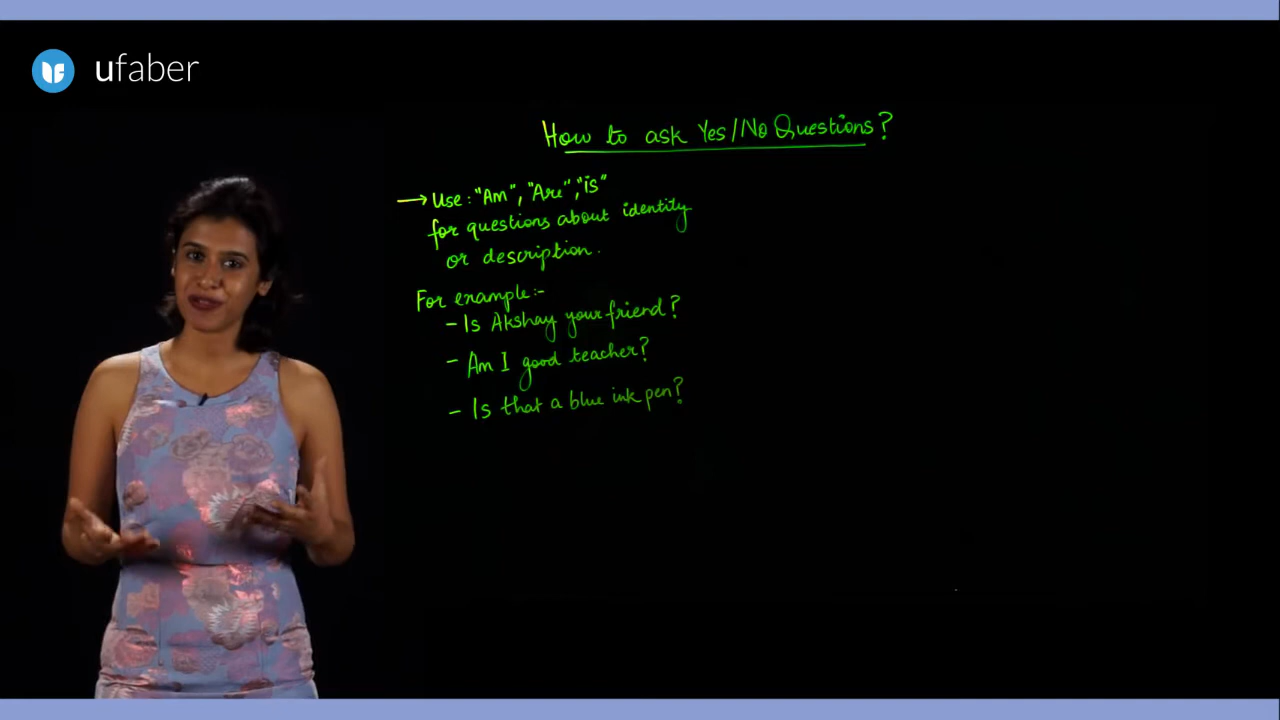 ufaber
How to ask Yes/No Questions?
→ Use: "Am", "Are", "is"
for questions about identity
or description.
For example:-
- Is Akshay your friend?
- Am I good teacher?
- Is that a blue ink pen?